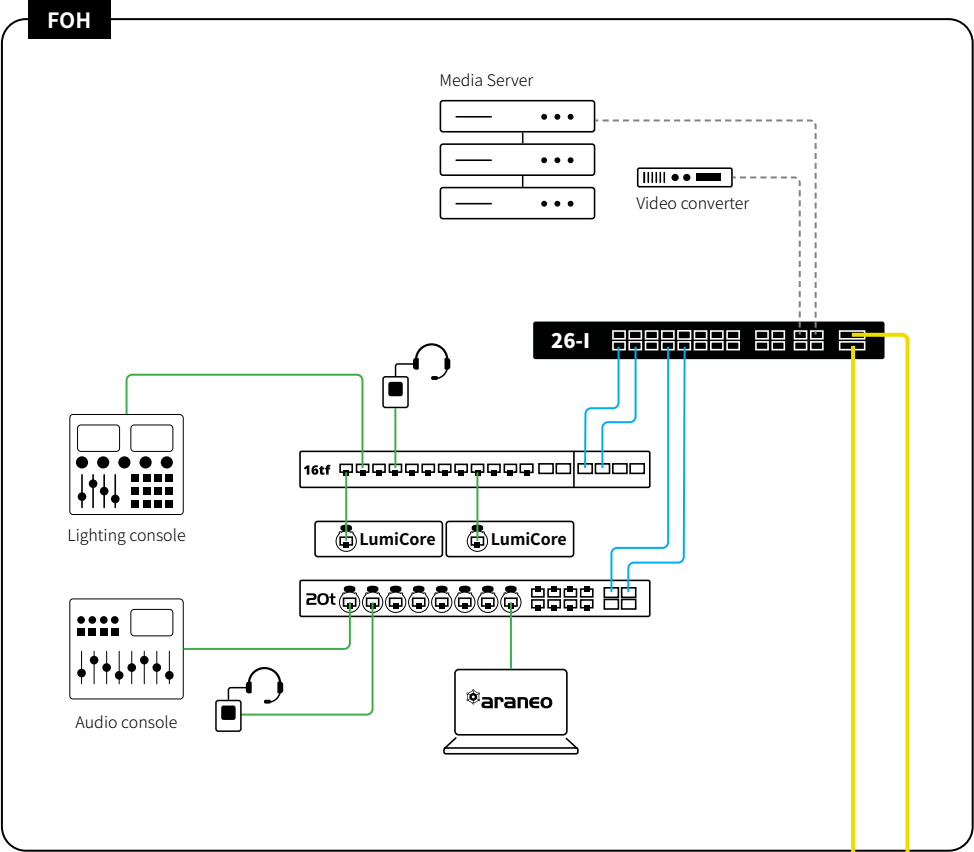 FOH
Media Server
Video converter
26-I
16tf
Lighting console
LumiCore
LumiCore
20t
araneo
Audio console